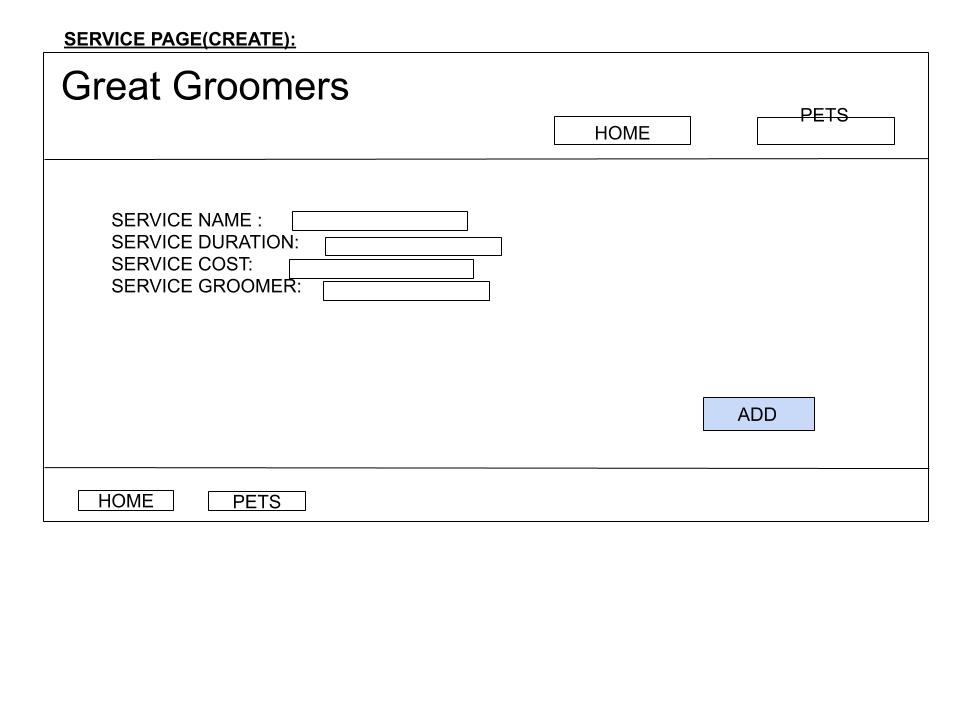 SERVICE PAGE(CREATE):
Great Groomers
HOME
PETS
SERVICE NAME :
SERVICE DURATION:
SERVICE COST:
SERVICE GROOMER:
ADD
HOME
PETS